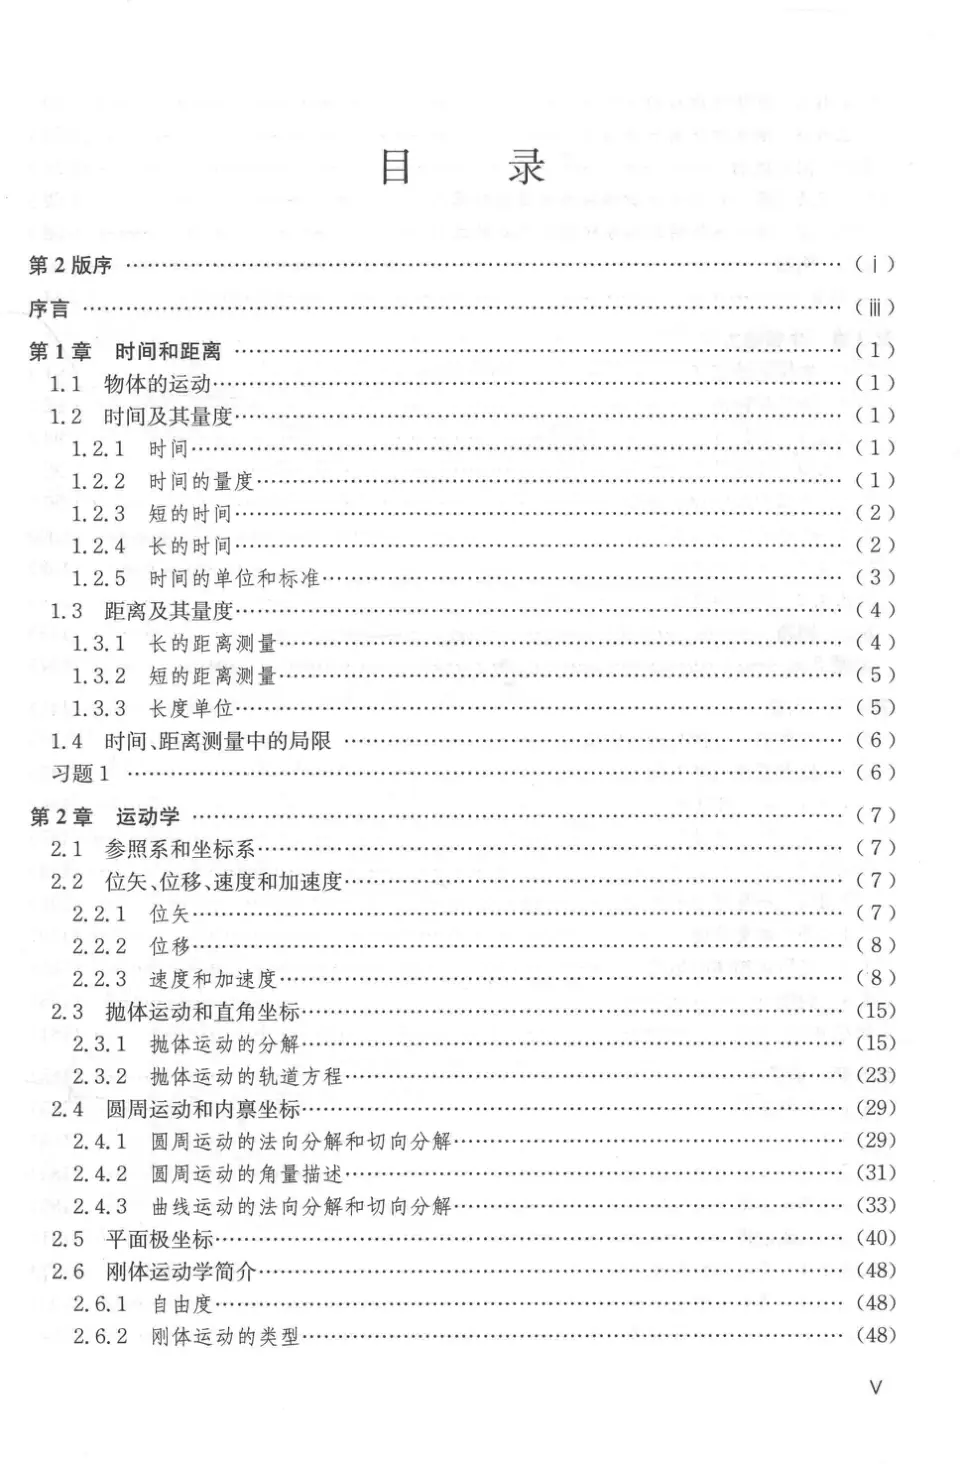 目 录
第2版序 …… (ⅰ)
序言 …… (ⅲ)
第1章 时间和距离 …… (1)
1.1 物体的运动 …… (1)
1.2 时间及其量度 …… (1)
1.2.1 时间 …… (1)
1.2.2 时间的量度 …… (1)
1.2.3 短的时间 …… (2)
1.2.4 长的时间 …… (2)
1.2.5 时间的单位和标准 …… (3)
1.3 距离及其量度 …… (4)
1.3.1 长的距离测量 …… (4)
1.3.2 短的距离测量 …… (5)
1.3.3 长度单位 …… (5)
1.4 时间、距离测量中的局限 …… (6)
习题1 …… (6)
第2章 运动学 …… (7)
2.1 参照系和坐标系 …… (7)
2.2 位矢、位移、速度和加速度 …… (7)
2.2.1 位矢 …… (7)
2.2.2 位移 …… (8)
2.2.3 速度和加速度 …… (8)
2.3 抛体运动和直角坐标 …… (15)
2.3.1 抛体运动的分解 …… (15)
2.3.2 抛体运动的轨道方程 …… (23)
2.4 圆周运动和内禀坐标 …… (29)
2.4.1 圆周运动的法向分解和切向分解 …… (29)
2.4.2 圆周运动的角量描述 …… (31)
2.4.3 曲线运动的法向分解和切向分解 …… (33)
2.5 平面极坐标 …… (40)
2.6 刚体运动学简介 …… (48)
2.6.1 自由度 …… (48)
2.6.2 刚体运动的类型 …… (48)
V